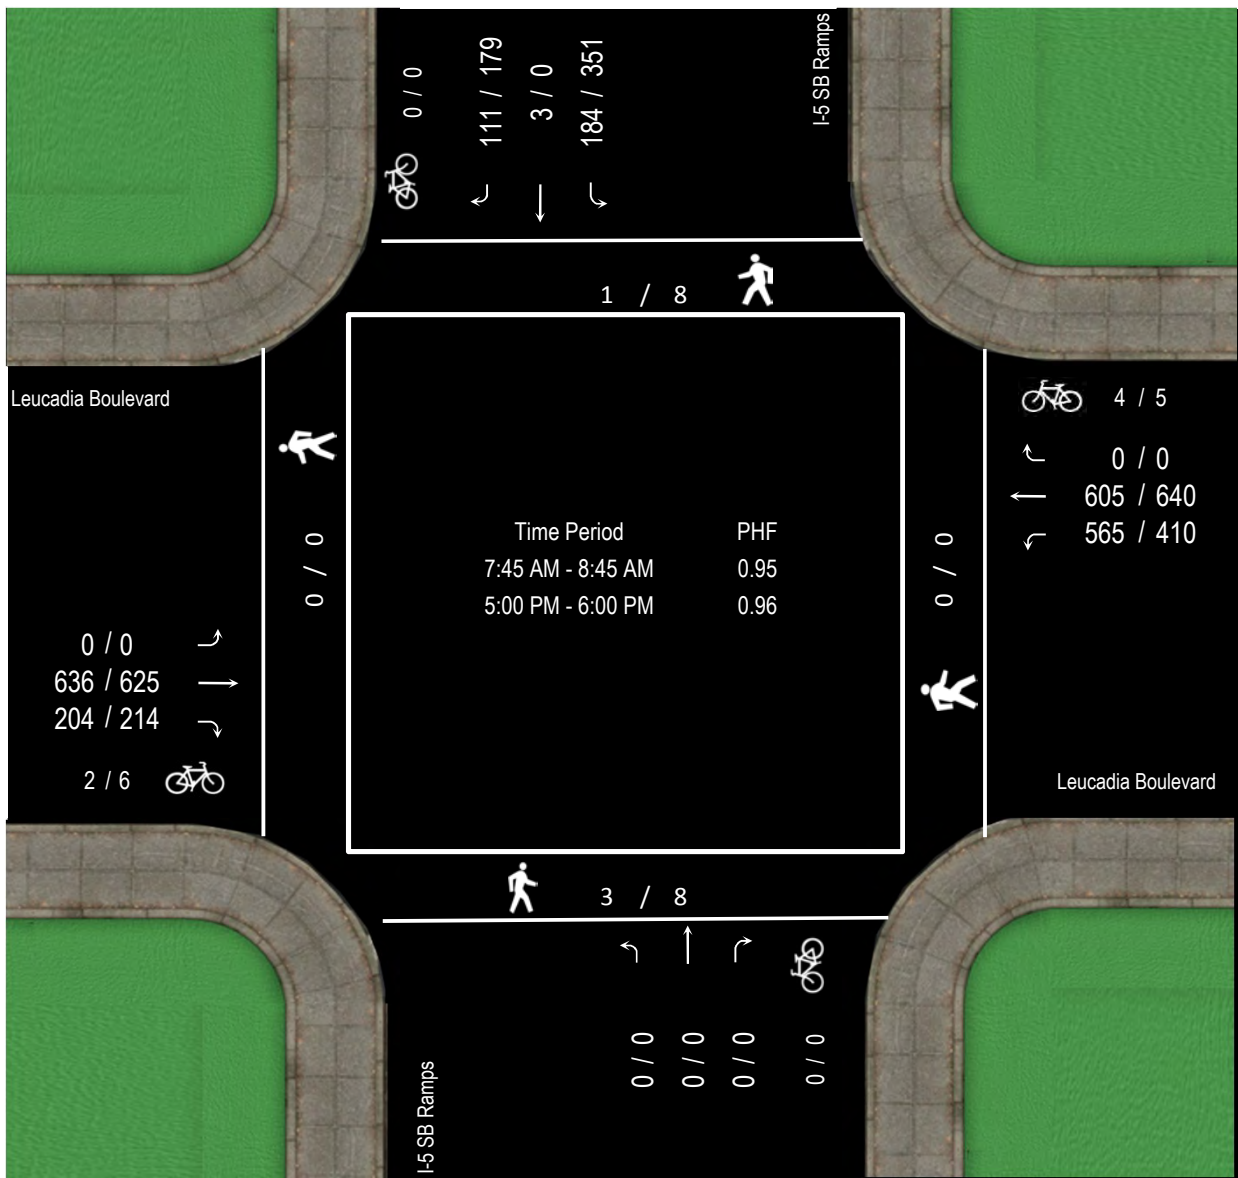 I-5 SB Ramps
0 / 0
111 / 179
3 / 0
184 / 351
1 / 8
Leucadia Boulevard
4 / 5
0 / 0
605 / 640
565 / 410
0 / 0
Time Period PHF
7:45 AM - 8:45 AM 0.95
5:00 PM - 6:00 PM 0.96
0 / 0
0 / 0
636 / 625
204 / 214
2 / 6
Leucadia Boulevard
3 / 8
0 / 0
0 / 0
0 / 0
0 / 0
I-5 SB Ramps